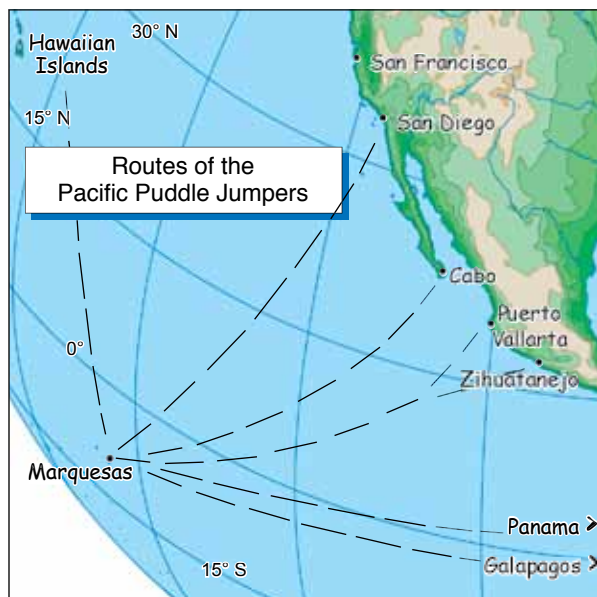 30° N
Hawaiian
Islands
San Francisco
15° N
San Diego
Routes of the
Pacific Puddle Jumpers
Cabo
Puerto
Vallarta
0°
Zihuatanejo
Marquesas
Panama
Galapagos
15° S